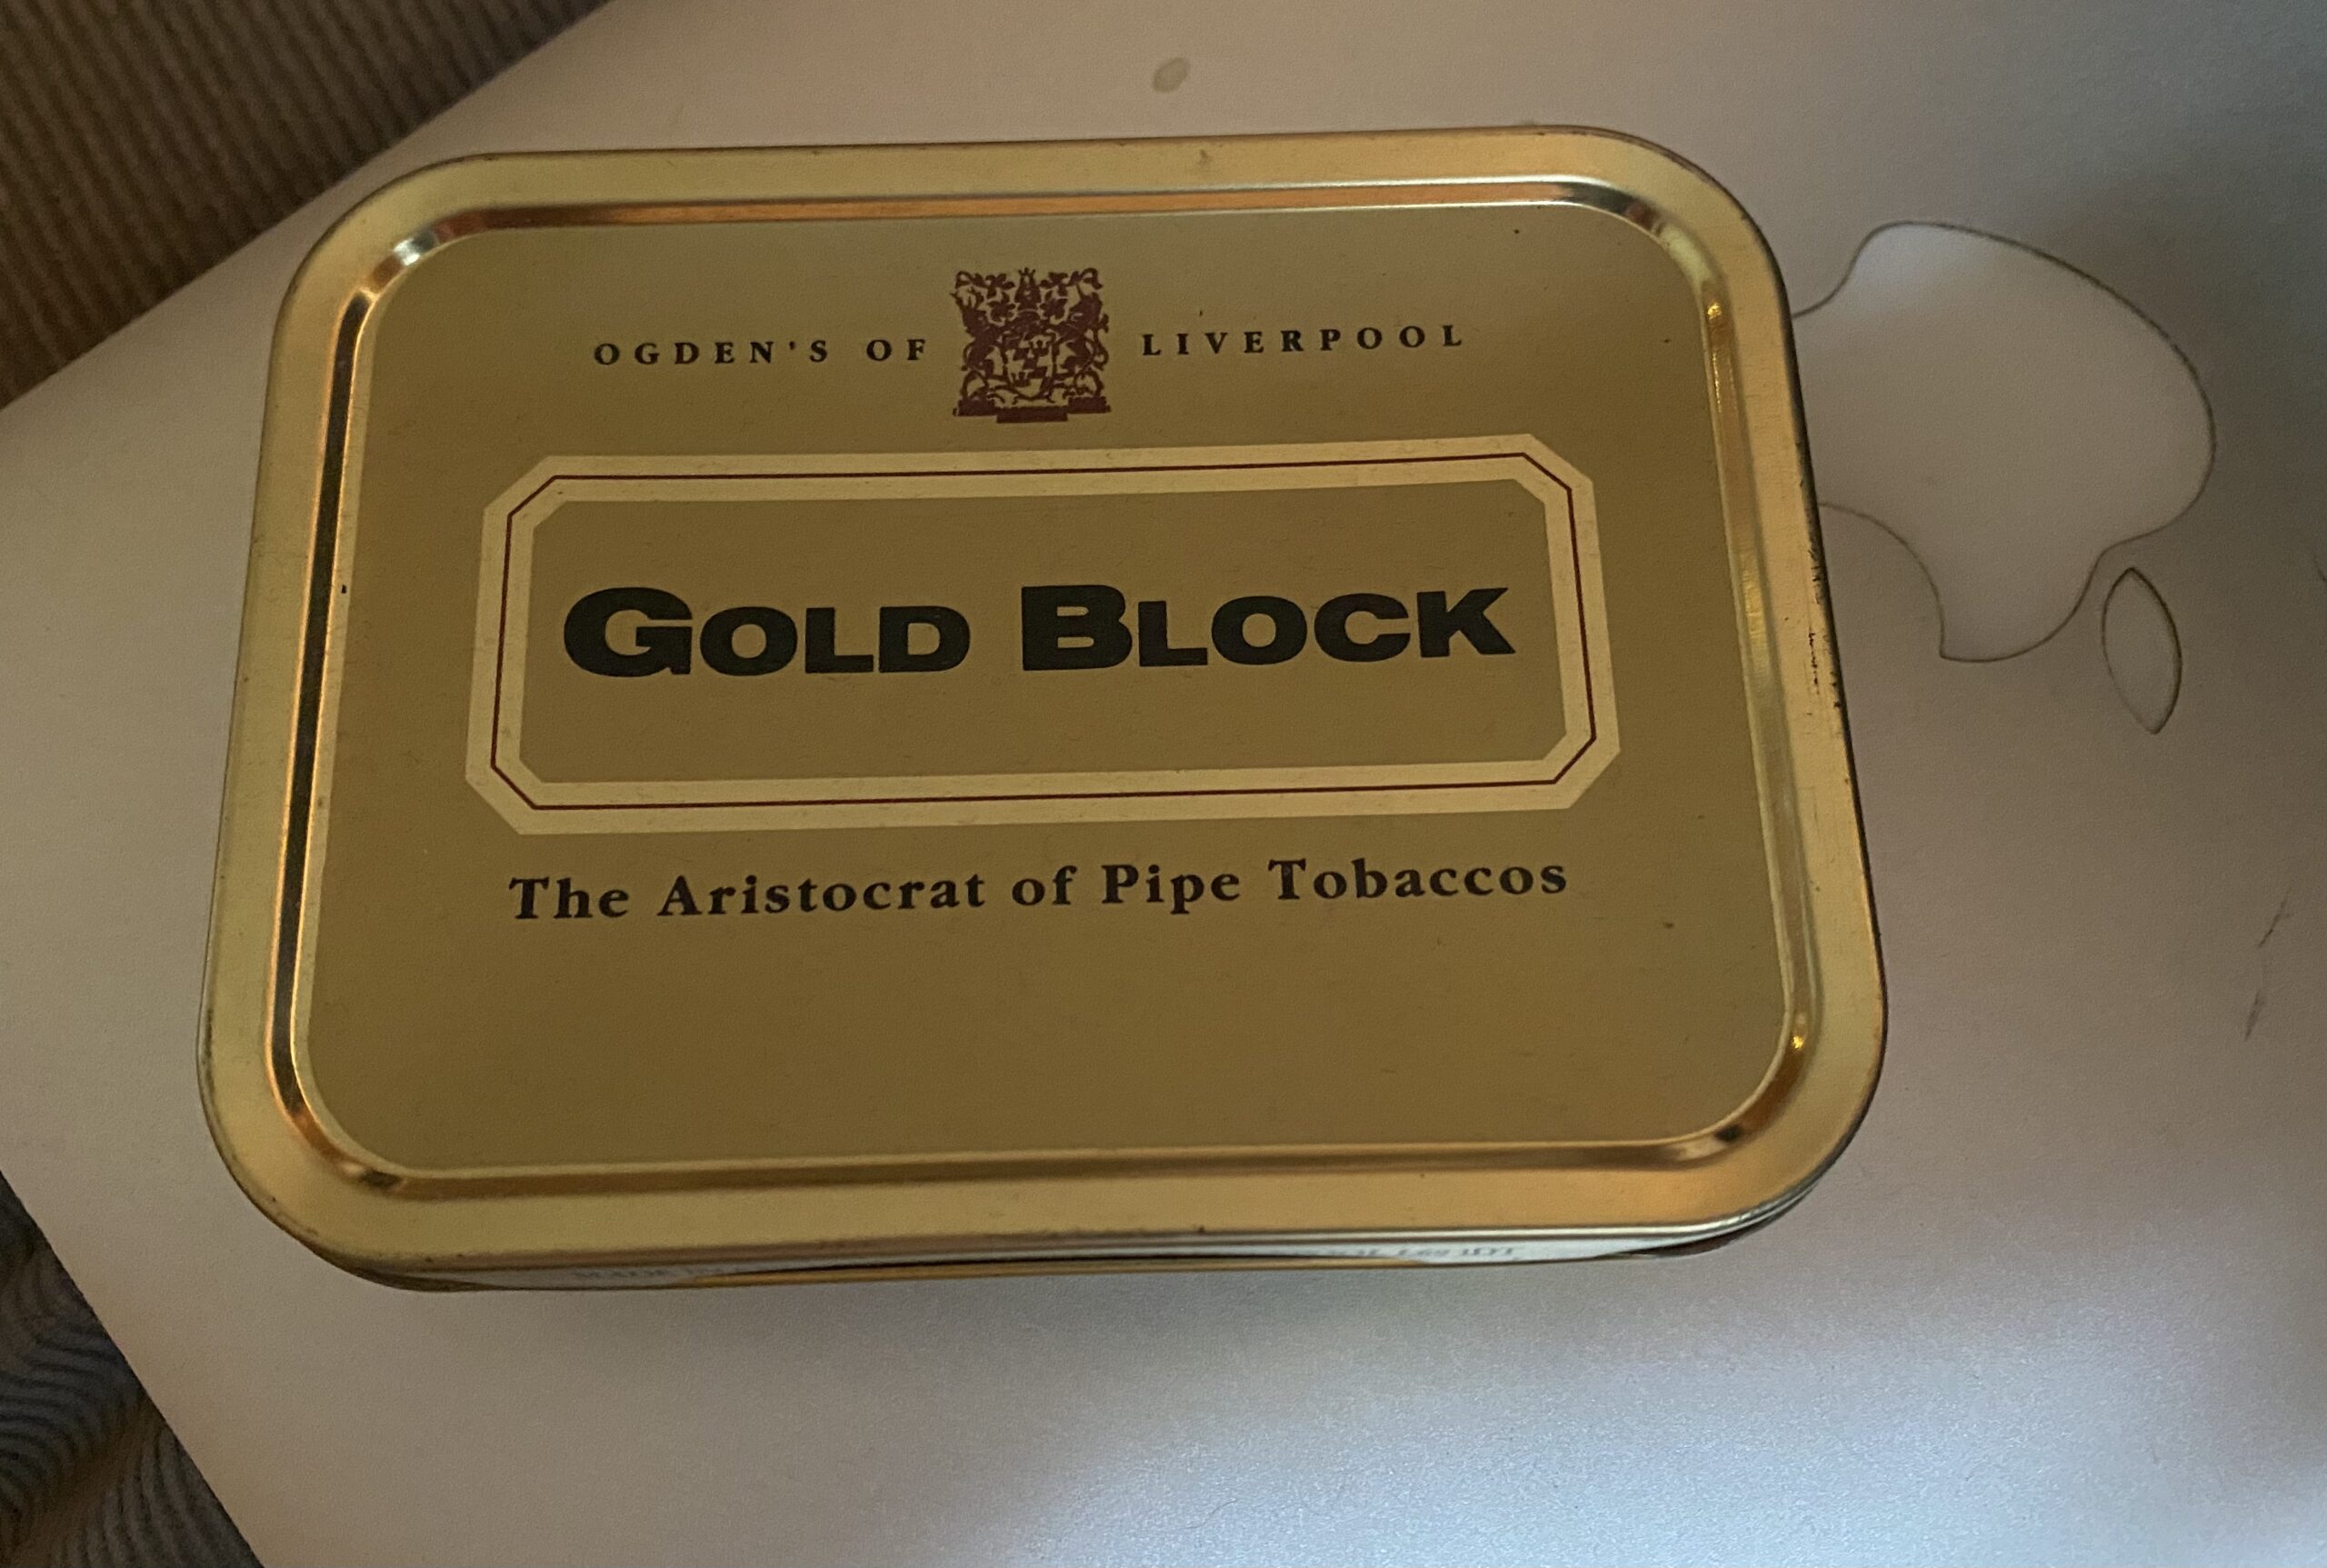 OGDEN'S OF LIVERPOOL
GOLD BLOCK
The Aristocrat of Pipe Tobaccos